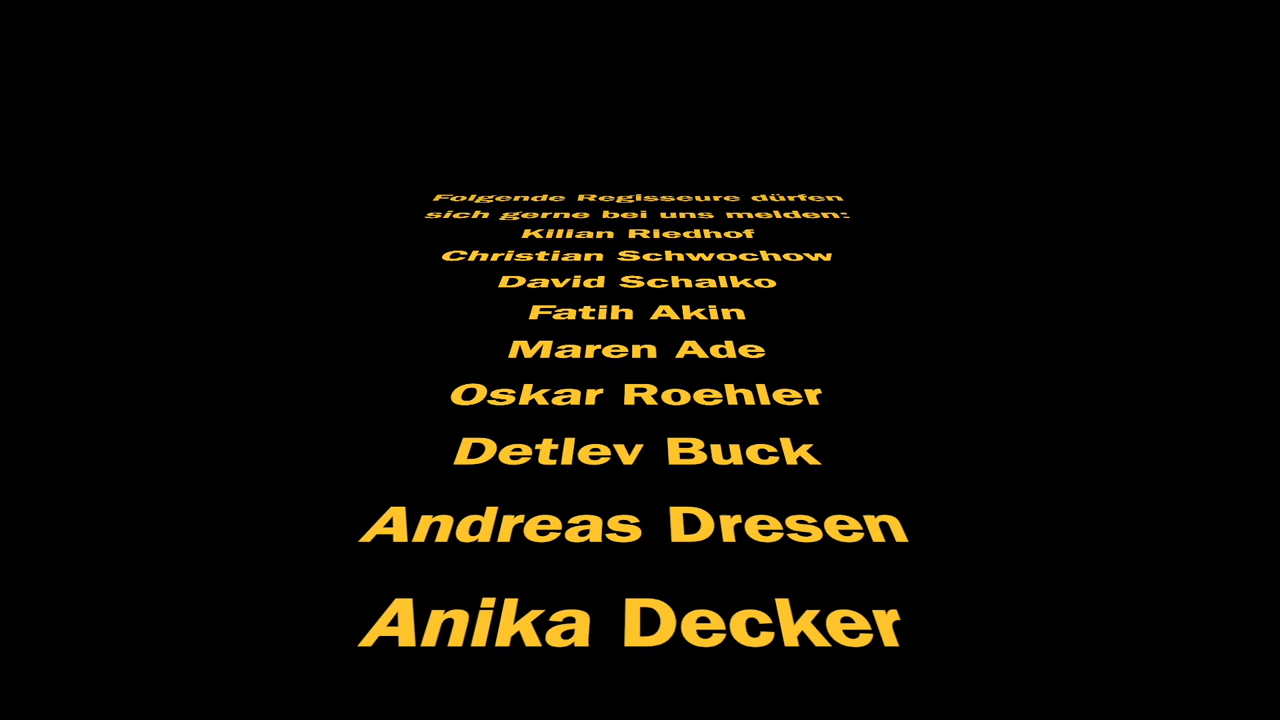 Folgende Regisseure dürfen
sich gerne bei uns melden:
Kilian Riedhof
Christian Schwochow
David Schalko
Fatih Akin
Maren Ade
Oskar Roehler
Detlev Buck
Andreas Dresen
Anika Decker